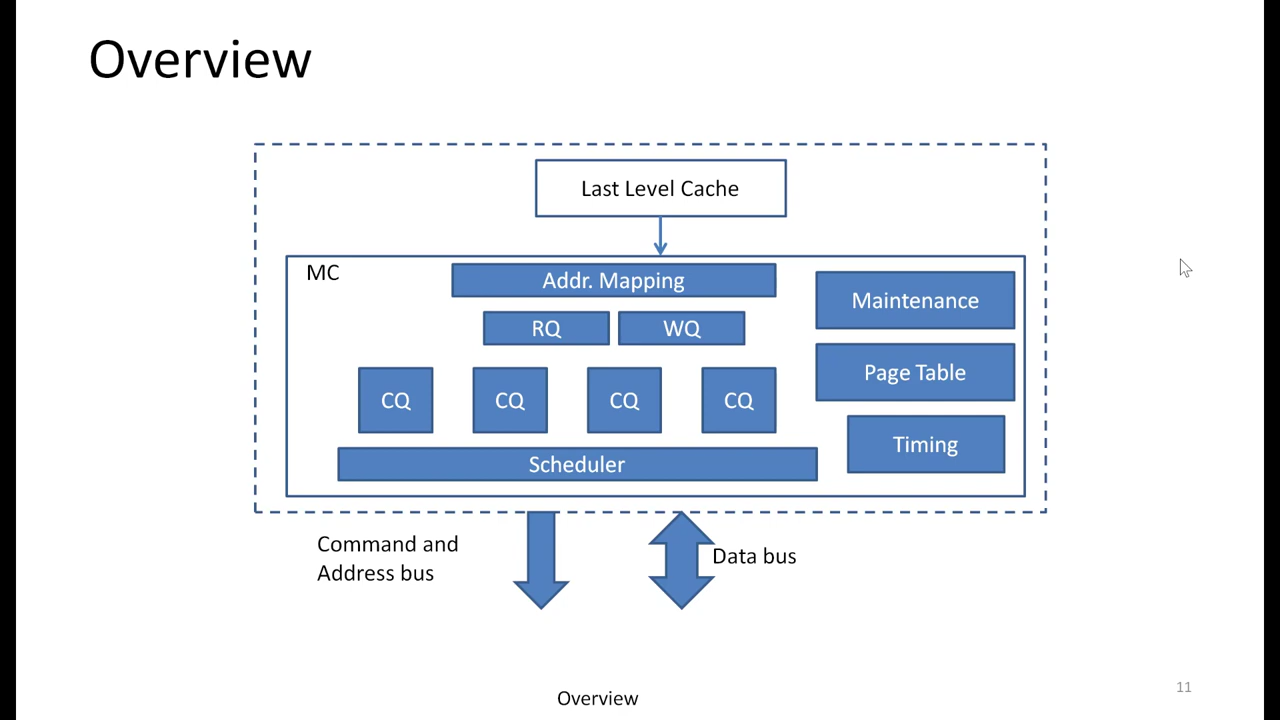 Overview
Last Level Cache
MC
Addr. Mapping
Maintenance
RQ
WQ
Page Table
CQ
CQ
CQ
CQ
Timing
Scheduler
Command and
Address bus
Data bus
Overview
11